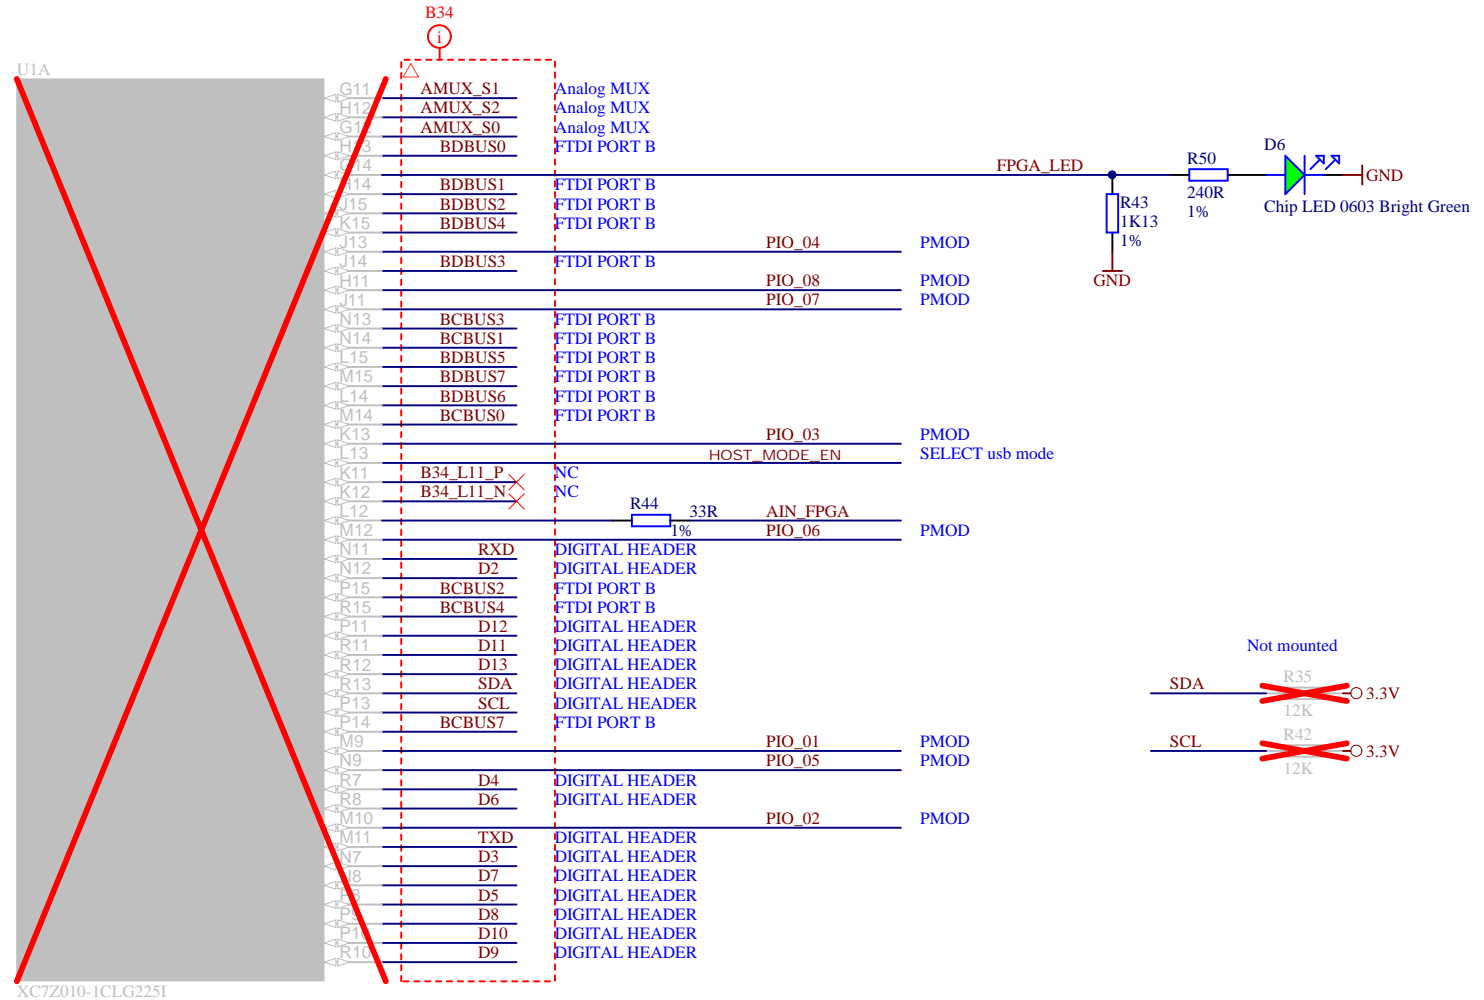 B34
i
U1A
G11 AMUX_S1 Analog MUX
H12 AMUX_S2 Analog MUX
G12 AMUX_S0 Analog MUX
H13 BDBUS0 FTDI PORT B
G14 FPGA_LED
H14 BDBUS1 FTDI PORT B
J15 BDBUS2 FTDI PORT B
K15 BDBUS4 FTDI PORT B
J13 PIO_04 PMOD
J14 BDBUS3 FTDI PORT B
H11 PIO_08 PMOD
J11 PIO_07 PMOD
N13 BCBUS3 FTDI PORT B
N14 BCBUS1 FTDI PORT B
L15 BDBUS5 FTDI PORT B
M15 BDBUS7 FTDI PORT B
L14 BDBUS6 FTDI PORT B
M14 BCBUS0 FTDI PORT B
K13 PIO_03 PMOD
L13 HOST_MODE_EN SELECT usb mode
K11 B34_L11_P NC
K12 B34_L11_N NC
L12 R44 33R 1% AIN_FPGA
M12 PIO_06 PMOD
N11 RXD DIGITAL HEADER
N12 D2 DIGITAL HEADER
P15 BCBUS2 FTDI PORT B
R15 BCBUS4 FTDI PORT B
P11 D12 DIGITAL HEADER
R11 D11 DIGITAL HEADER
R12 D13 DIGITAL HEADER
R13 SDA DIGITAL HEADER
P13 SCL DIGITAL HEADER
P14 BCBUS7 FTDI PORT B
M9 PIO_01 PMOD
N9 PIO_05 PMOD
R7 D4 DIGITAL HEADER
R8 D6 DIGITAL HEADER
M10 PIO_02 PMOD
M11 TXD DIGITAL HEADER
N7 D3 DIGITAL HEADER
D7 DIGITAL HEADER
D5 DIGITAL HEADER
P9 D8 DIGITAL HEADER
P10 D10 DIGITAL HEADER
R10 D9 DIGITAL HEADER
XC7Z010-1CLG225I
R50
240R
1%
D6
GND
Chip LED 0603 Bright Green
R43
1K13
1%
GND
Not mounted
SDA R35 12K 3.3V
SCL R42 12K 3.3V